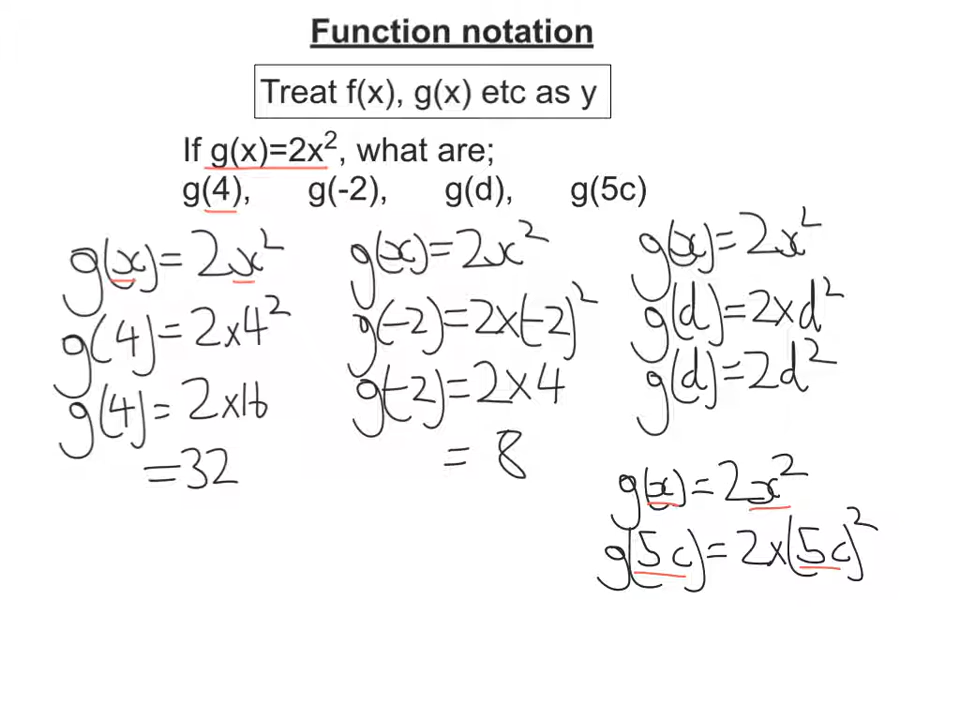 Function notation
Treat f(x), g(x) etc as y
If g(x)=2x², what are;
g(4), g(-2), g(d), g(5c)
g(x)=2x²
g(4)=2x4²
g(4)=2x16
=32
g(x)=2x²
g(-2)=2x(-2)²
g(-2)=2x4
=8
g(x)=2x²
g(d)=2xd²
g(d)=2d²
g(x)=2x²
g(5c)=2x(5c)²